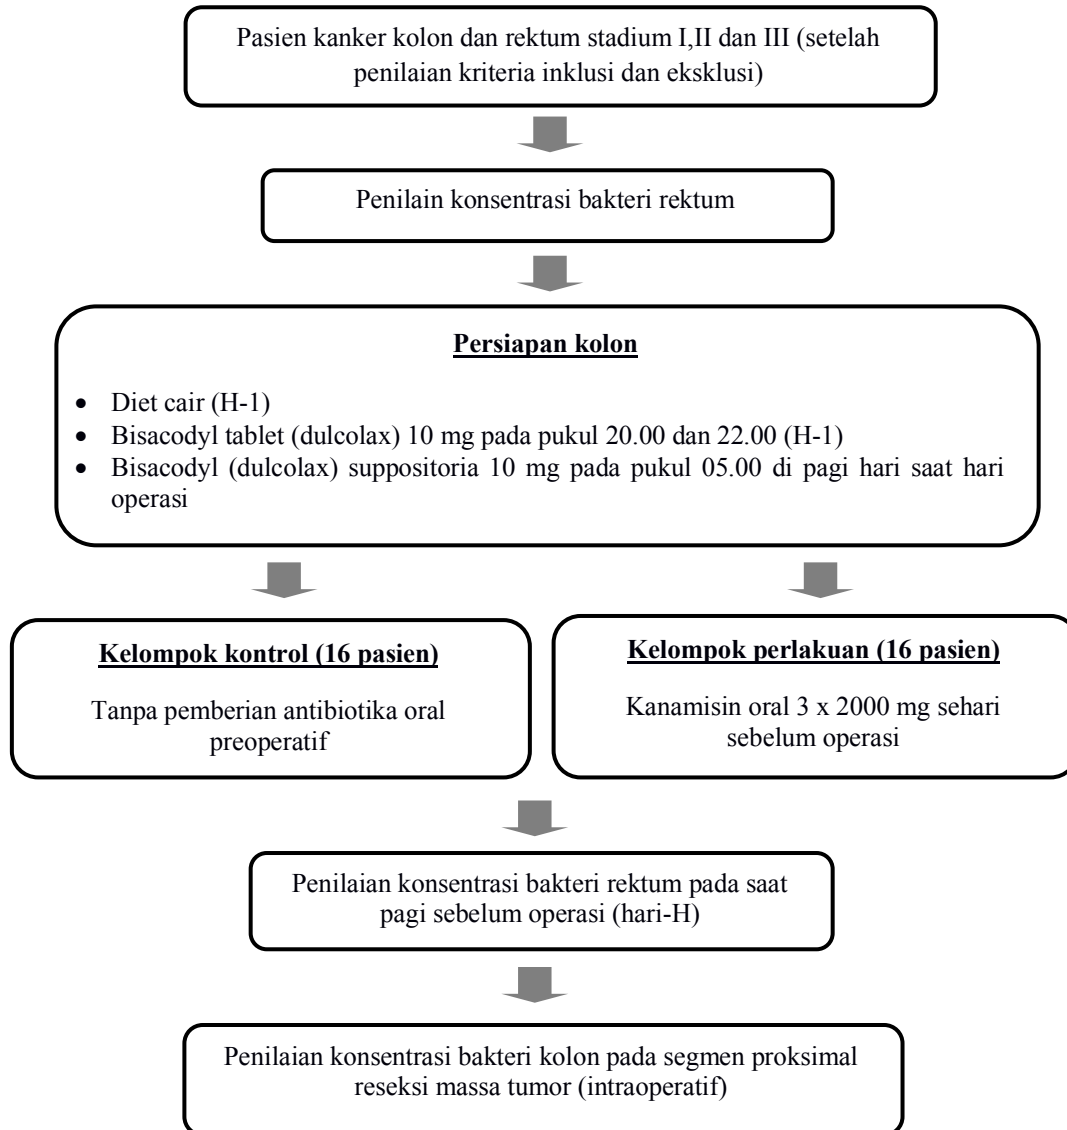 Pasien kanker kolon dan rektum stadium I,II dan III (setelah
penilaian kriteria inklusi dan eksklusi)
Penilain konsentrasi bakteri rektum
Persiapan kolon
• Diet cair (H-1)
• Bisacodyl tablet (dulcolax) 10 mg pada pukul 20.00 dan 22.00 (H-1)
• Bisacodyl (dulcolax) suppositoria 10 mg pada pukul 05.00 di pagi hari saat hari
operasi
Kelompok kontrol (16 pasien)
Tanpa pemberian antibiotika oral
preoperatif
Kelompok perlakuan (16 pasien)
Kanamisin oral 3 x 2000 mg sehari
sebelum operasi
Penilaian konsentrasi bakteri rektum pada saat
pagi sebelum operasi (hari-H)
Penilaian konsentrasi bakteri kolon pada segmen proksimal
reseksi massa tumor (intraoperatif)